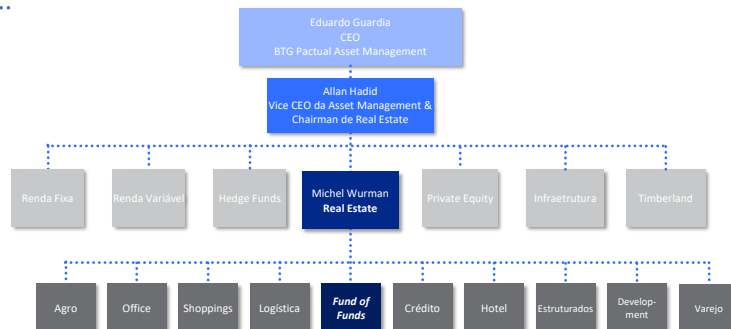 Eduardo Guardia
CEO
BTG Pactual Asset Management
Allan Hadid
Vice CEO da Asset Management &
Chairman de Real Estate
Renda Fixa
Renda Variável
Hedge Funds
Michel Wurman
Real Estate
Private Equity
Infraetrutura
Timberland
Agro
Office
Shoppings
Logística
Fund of
Funds
Crédito
Hotel
Estruturados
Develop-
ment
Varejo